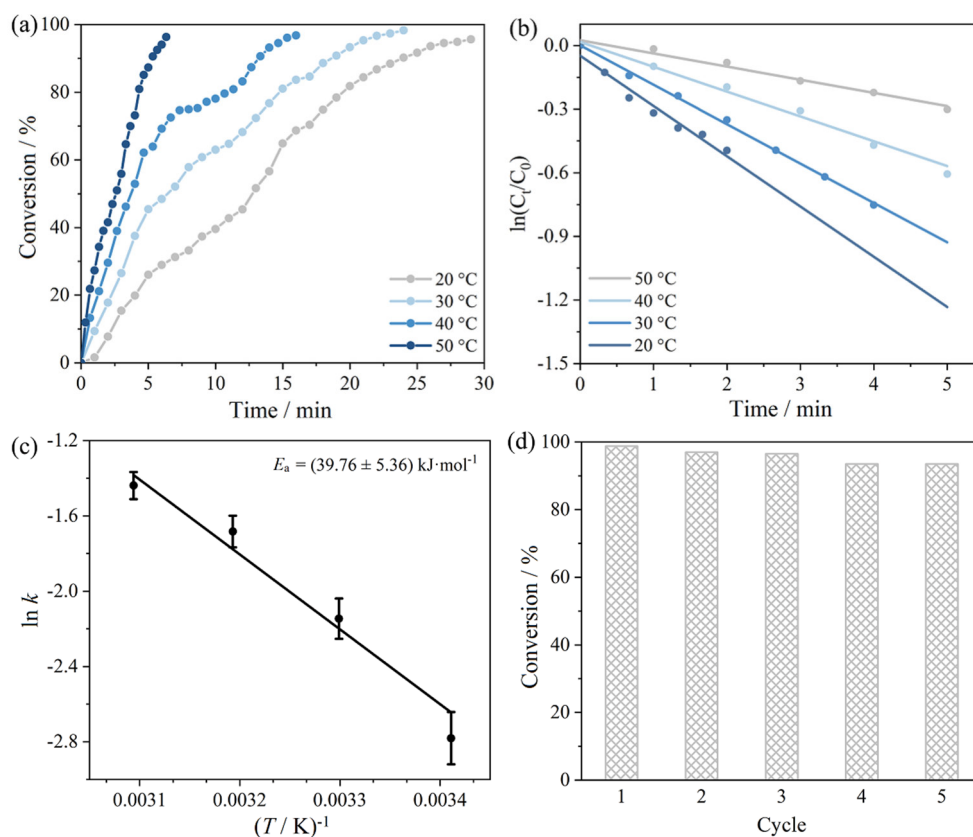 (a)
100
80
60
40
20
0
Conversion / %
20 °C
30 °C
40 °C
50 °C
0 5 10 15 20 25 30
Time / min
(b)
0.0
-0.3
-0.6
-0.9
-1.2
-1.5
ln(Cₜ/C₀)
50 °C
40 °C
30 °C
20 °C
0 1 2 3 4 5
Time / min
(c)
-1.2
-1.6
-2.0
-2.4
-2.8
ln k
Eₐ = (39.76 ± 5.36) kJ·mol⁻¹
0.0031 0.0032 0.0033 0.0034
(T / K)⁻¹
(d)
100
80
60
40
20
0
Conversion / %
1 2 3 4 5
Cycle